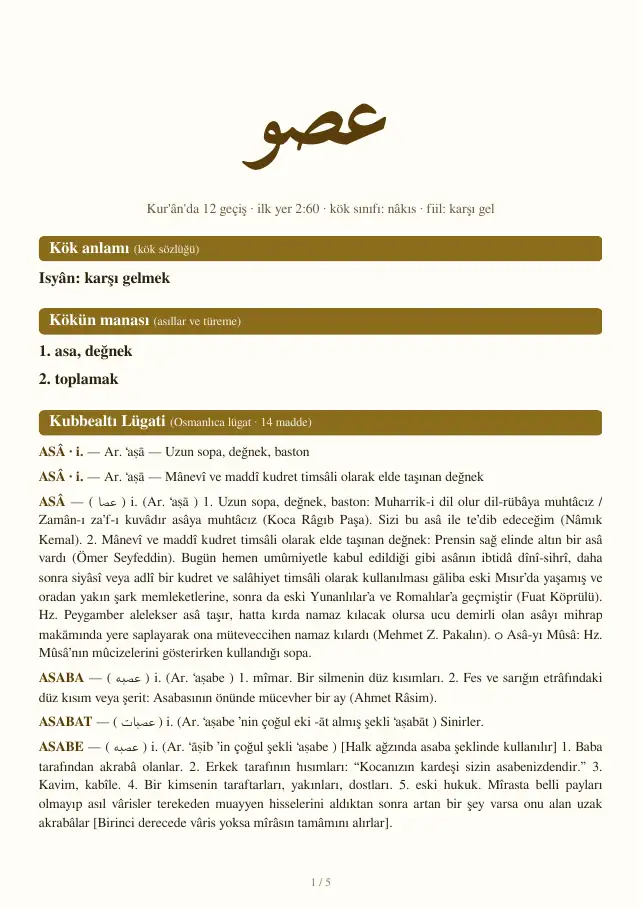 عصو
Kur'ân'da 12 geçiş · ilk yer 2:60 · kök sınıfı: nâkıs · fiil: karşı gel
Kök anlamı (kök sözlüğü)
Isyân: karşı gelmek
Kökün manası (asıllar ve türeme)
1. asa, değnek
2. toplamak
Kubbealtı Lügati (Osmanlıca lügat · 14 madde)
ASÂ · i. — Ar. ‘aṣā — Uzun sopa, değnek, baston
ASÂ · i. — Ar. ‘aṣā — Mânevî ve maddî kudret timsâli olarak elde taşınan değnek
ASÂ — ( عصا ) i. (Ar. ‘aṣā ) 1. Uzun sopa, değnek, baston: Muharrik-i dil olur dil-rübâya muhtâcız /
Zamân-ı za’f-ı kuvâdır asâya muhtâcız (Koca Râgıb Paşa). Sizi bu asâ ile te’dib edeceğim (Nâmık
Kemal). 2. Mânevî ve maddî kudret timsâli olarak elde taşınan değnek: Prensin sağ elinde altın bir asâ
vardı (Ömer Seyfeddin). Bugün hemen umûmiyetle kabul edildiği gibi asânın ibtidâ dînî-sihrî, daha
sonra siyâsî veya adlî bir kudret ve salâhiyet timsâli olarak kullanılması gāliba eski Mısır’da yaşamış ve
oradan yakın şark memleketlerine, sonra da eski Yunanlılar’a ve Romalılar’a geçmiştir (Fuat Köprülü).
Hz. Peygamber alelekser asâ taşır, hatta kırda namaz kılacak olursa ucu demirli olan asâyı mihrap
makāmında yere saplayarak ona müteveccihen namaz kılardı (Mehmet Z. Pakalın). ѻ Asâ-yı Mûsâ: Hz.
Mûsâ’nın mûcizelerini gösterirken kullandığı sopa.
ASABA — ( عصبه ) i. (Ar. ‘aṣabe ) 1. mîmar. Bir silmenin düz kısımları. 2. Fes ve sarığın etrâfındaki
düz kısım veya şerit: Asabasının önünde mücevher bir ay (Ahmet Râsim).
ASABAT — ( عصبات ) i. (Ar. ‘aṣabe ’nin çoğul eki -āt almış şekli ‘aṣabāt ) Sinirler.
ASABE — ( عصبه ) i. (Ar. ‘āṣib ’in çoğul şekli ‘aṣabe ) [Halk ağzında asaba şeklinde kullanılır] 1. Baba
tarafından akrabâ olanlar. 2. Erkek tarafının hısımları: “Kocanızın kardeşi sizin asabenizdendir.” 3.
Kavim, kabîle. 4. Bir kimsenin taraftarları, yakınları, dostları. 5. eski hukuk. Mîrasta belli payları
olmayıp asıl vârisler terekeden muayyen hisselerini aldıktan sonra artan bir şey varsa onu alan uzak
akrabâlar [Birinci derecede vâris yoksa mîrâsın tamâmını alırlar].
1 / 5